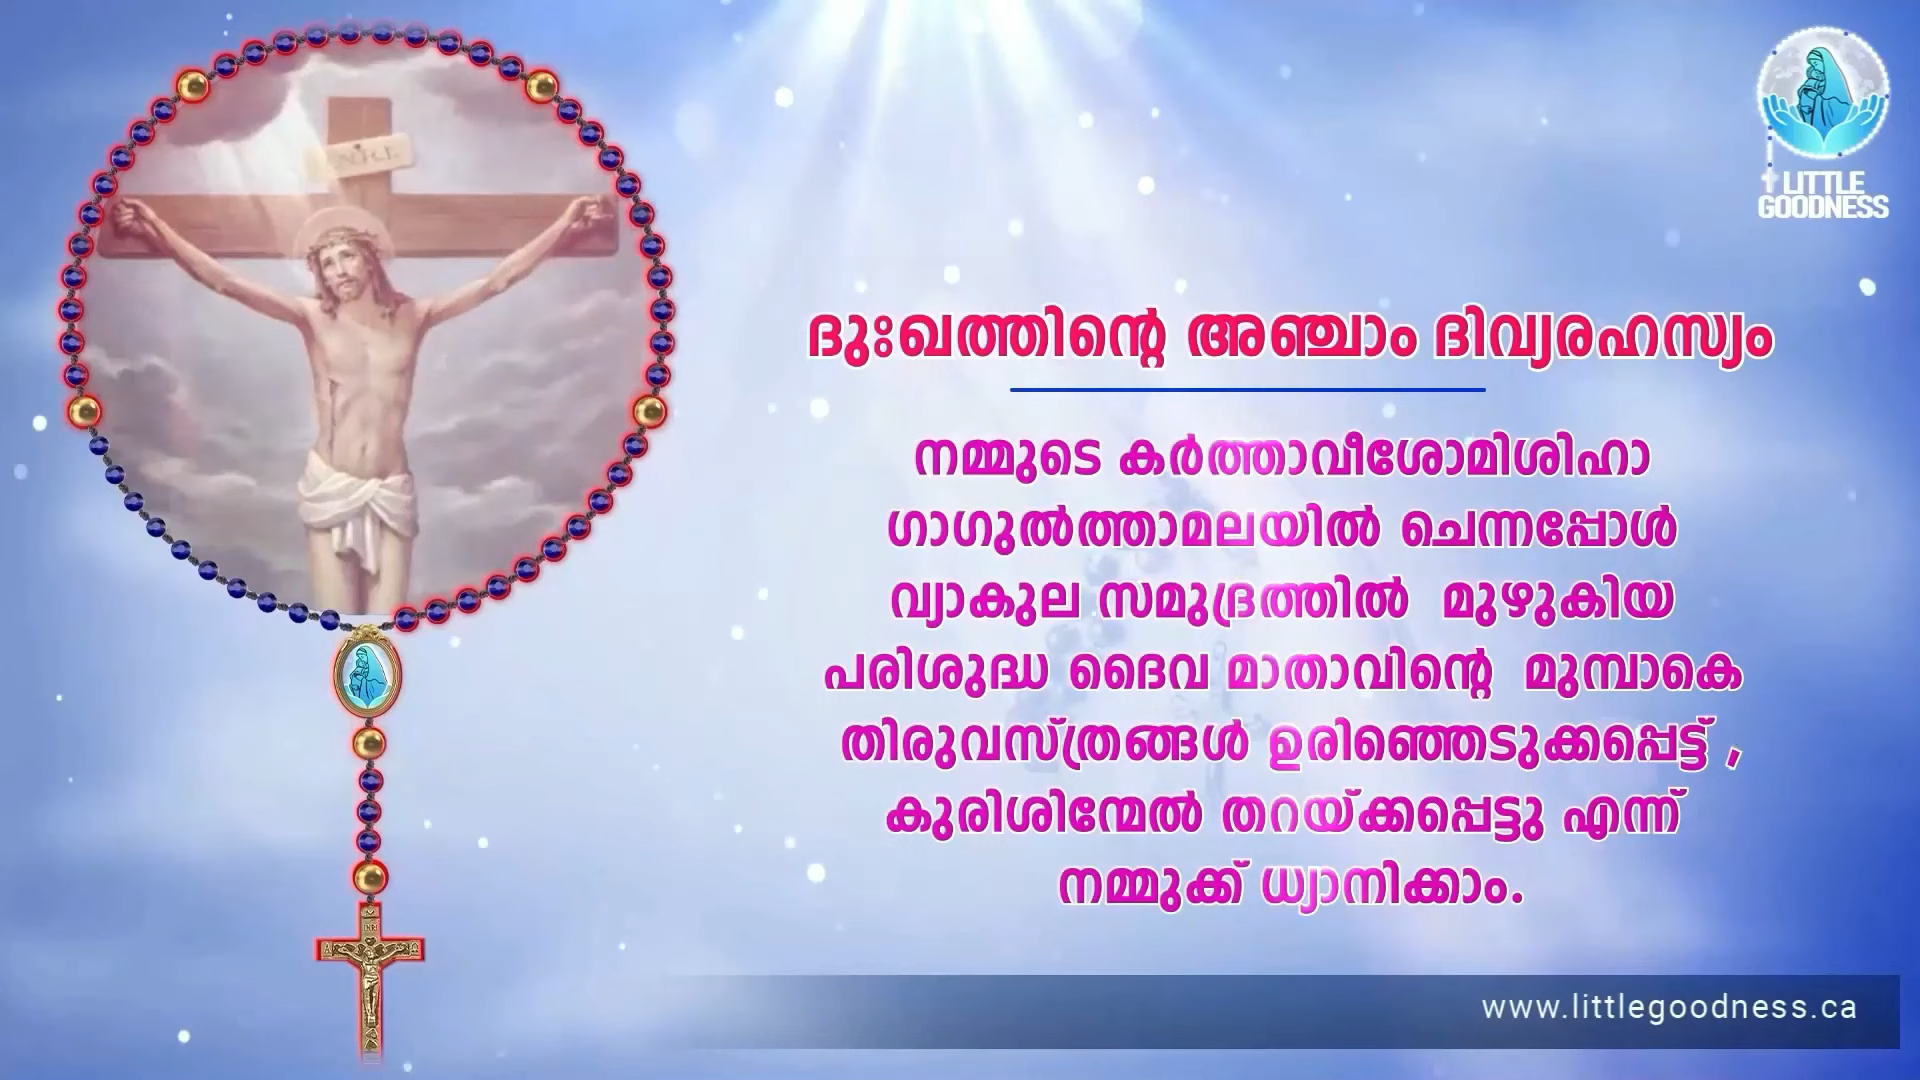 I.N.R.I.
LITTLE
GOODNESS
ദുഃഖത്തിന്റെ അഞ്ചാം ദിവ്യരഹസ്യം
നമ്മുടെ കർത്താവീശോമിശിഹാ
ഗാഗുൽത്താമലയിൽ ചെന്നപ്പോൾ
വ്യാകുല സമുദ്രത്തിൽ മുഴുകിയ
പരിശുദ്ധ ദൈവ മാതാവിന്റെ മുമ്പാകെ
തിരുവസ്ത്രങ്ങൾ ഉരിഞ്ഞെടുക്കപ്പെട്ട് ,
കുരിശിന്മേൽ തറയ്ക്കപ്പെട്ടു എന്ന്
നമ്മുക്ക് ധ്യാനിക്കാം.
INRI
A Ω
www.littlegoodness.ca